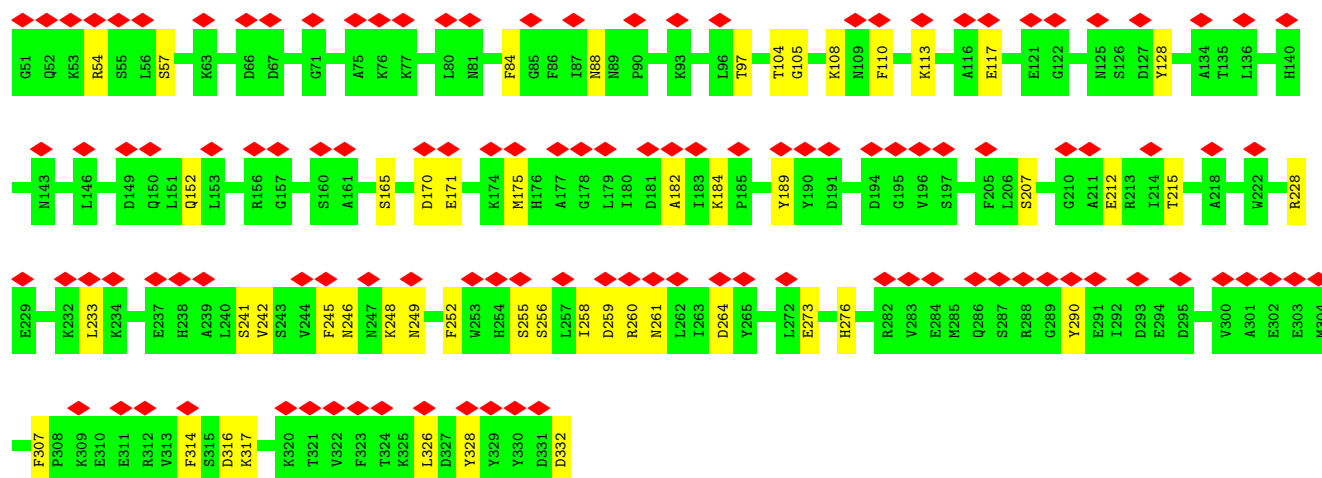 G51 Q52 K53 R54 S55 L56 S57 K63 D66 D67 G71 A75 K76 K77 L80 N81 F84 G85 F86 I87 N88 N89 P90 K93 L96 T97 T104 G105 K108 N109 F110 K113 A116 E117 E121 G122 N125 S126 D127 Y128 A134 T135 L136 H140
N143 L146 D149 Q150 L151 Q152 L153 R156 G157 S160 A161 S165 D170 E171 K174 M175 H176 A177 G178 L179 I180 D181 A182 I183 K184 P185 Y189 Y190 D191 D194 G195 V196 S197 F205 L206 S207 G210 A211 E212 R213 I214 T215 A218 W222 R228
E229 K232 L233 K234 E237 H238 A239 L240 S241 V242 S243 V244 F245 N246 N247 K248 N249 F252 W253 H254 S255 S256 L257 I258 D259 R260 N261 L262 I263 D264 Y265 L272 E273 H276 R282 V283 E284 M285 Q286 S287 R288 G289 Y290 E291 I292 D293 E294 D295 V300 A301 E302 E303 M304
F307 P308 K309 E310 E311 R312 V313 F314 S315 D316 K317 K320 T321 V322 F323 T324 K325 L326 D327 Y328 Y329 Y330 D331 D332